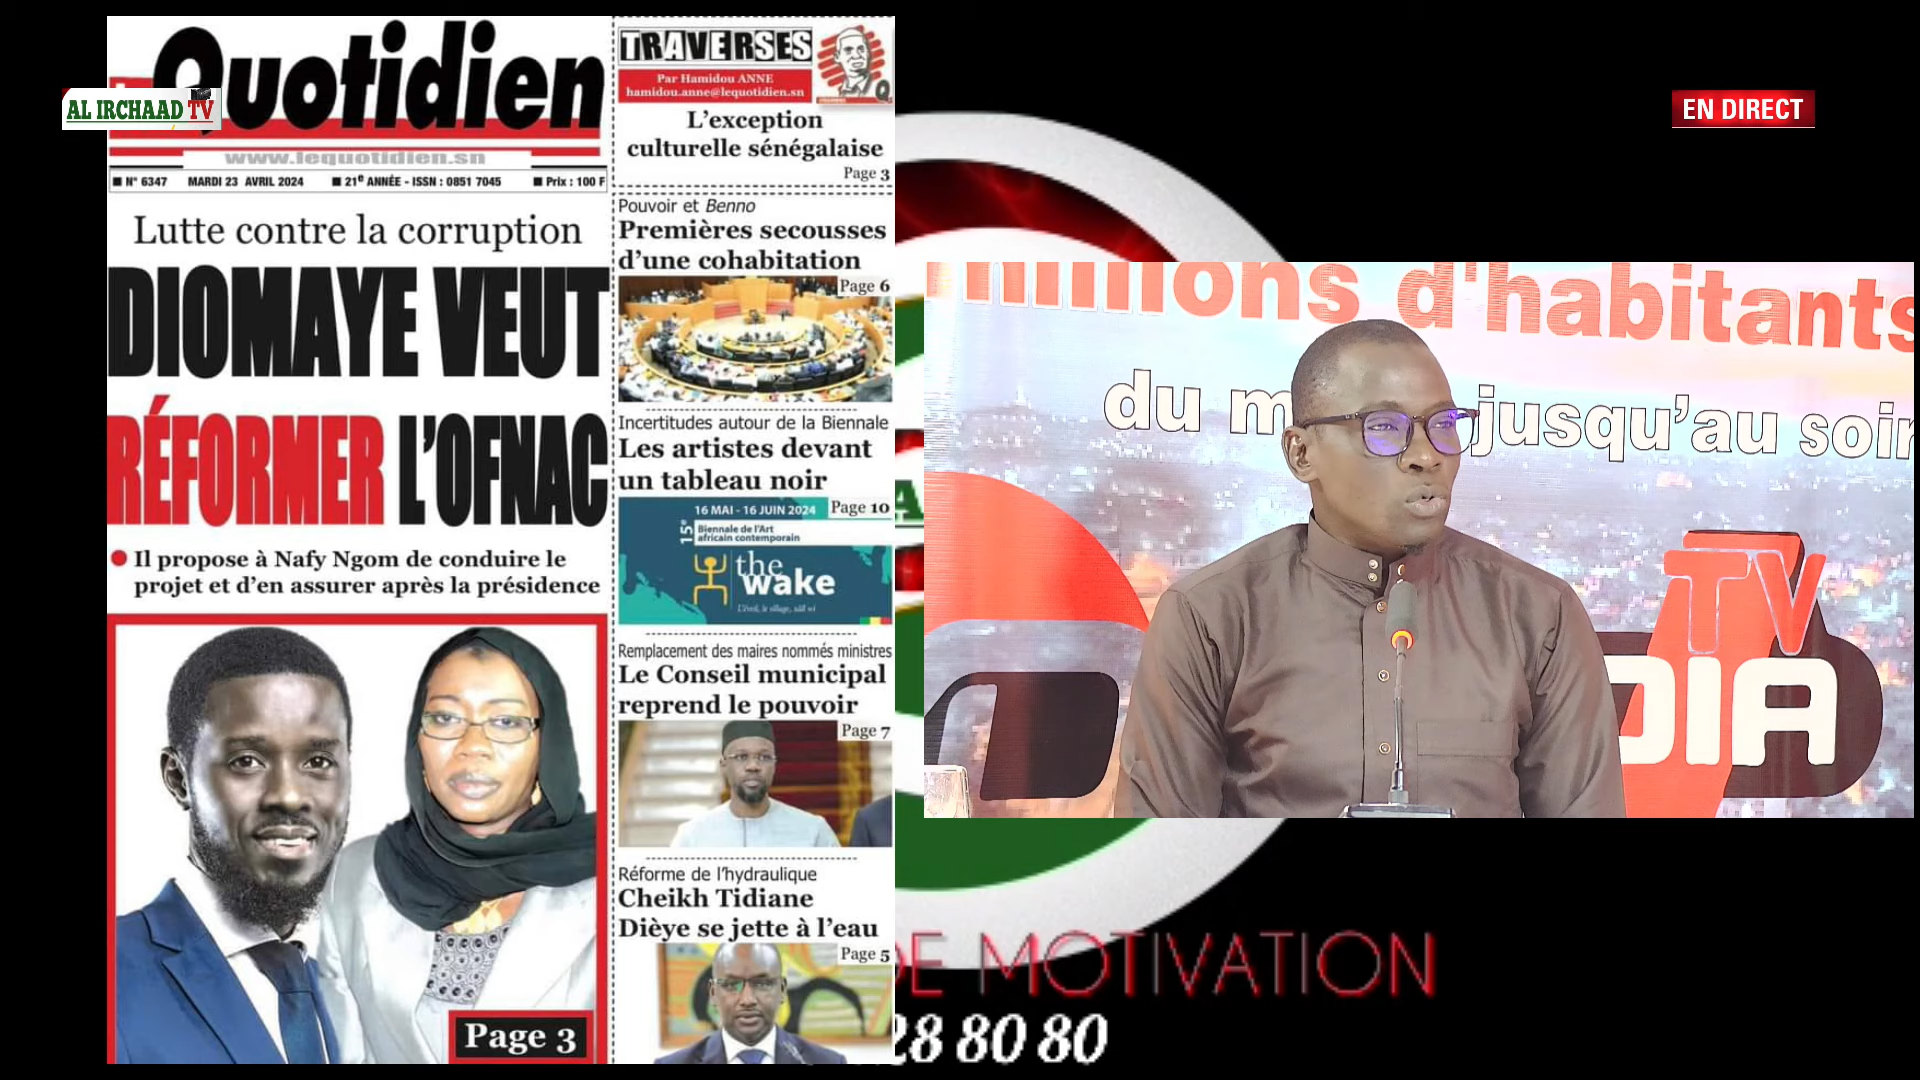 Quotidien
AL IRCHAAD TV
www.lequotidien.sn
N° 6347 MARDI 23 AVRIL 2024 21e ANNÉE - ISSN : 0851 7045 Prix : 100 F
Lutte contre la corruption
DIOMAYE VEUT
RÉFORMER L’OFNAC
Il propose à Nafy Ngom de conduire le
projet et d’en assurer après la présidence
Page 3
TRAVERSES
Par Hamidou ANNE
hamidou.anne@lequotidien.sn
L’exception
culturelle sénégalaise
Page 3
Pouvoir et Benno
Premières secousses
d’une cohabitation
Page 6
Incertitudes autour de la Biennale
Les artistes devant
un tableau noir
Page 10
16 MAI - 16 JUIN 2024
15e
Biennale de l'Art
africain contemporain
the
wake
Remplacement des maires nommés ministres
Le Conseil municipal
reprend le pouvoir
Page 7
Réforme de l’hydraulique
Cheikh Tidiane
Dièye se jette à l’eau
Page 5
EN DIRECT
millions d'habitants
du m jusqu’au soir
TV
DIA
DE MOTIVATION
28 80 80